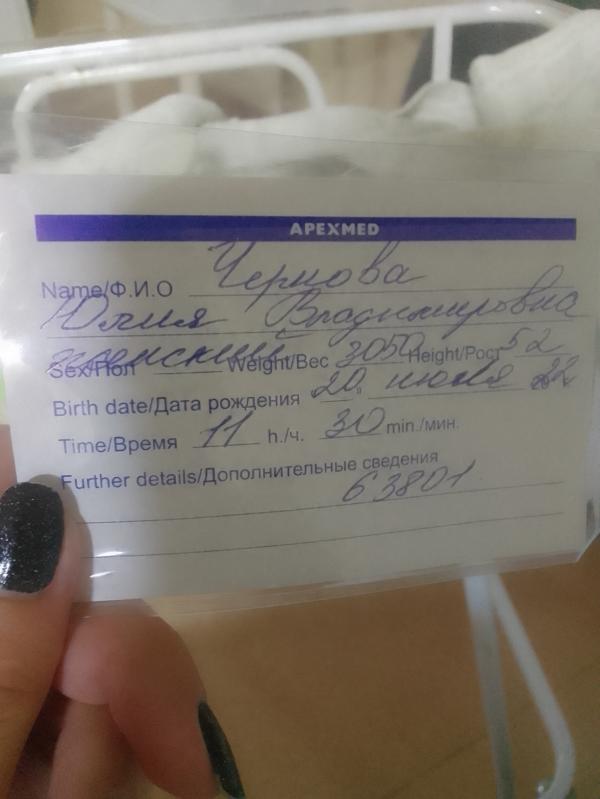 APEXMED
Name/Ф.И.О Чернова
Юлия Владимировна
Sex/Пол женский Weight/Вес 3050 Height/Рост 52
Birth date/Дата рождения 20 июля 22
Time/Время 11 h./ч. 30 min./мин.
Further details/Дополнительные сведения
63801